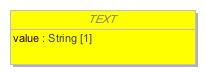 TEXT
value : String [1]